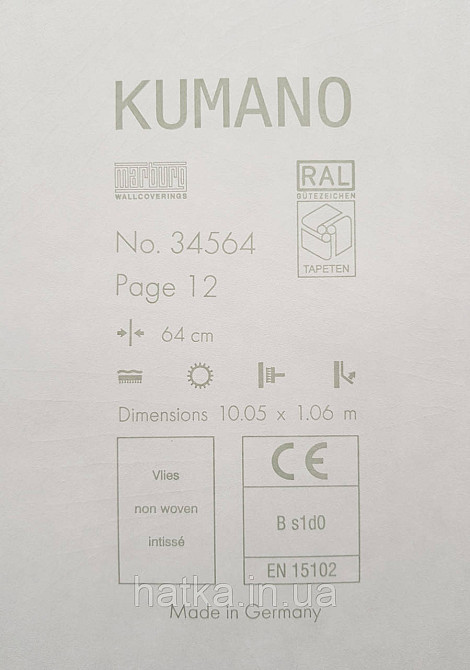 KUMANO
marburg
WALLCOVERINGS
RAL
GÜTEZEICHEN
TAPETEN
No. 34564
Page 12
64 cm
Dimensions 10.05 x 1.06 m
Vlies
non woven
intissé
CE
B s1d0
EN 15102
hatka.in.ua
Made in Germany